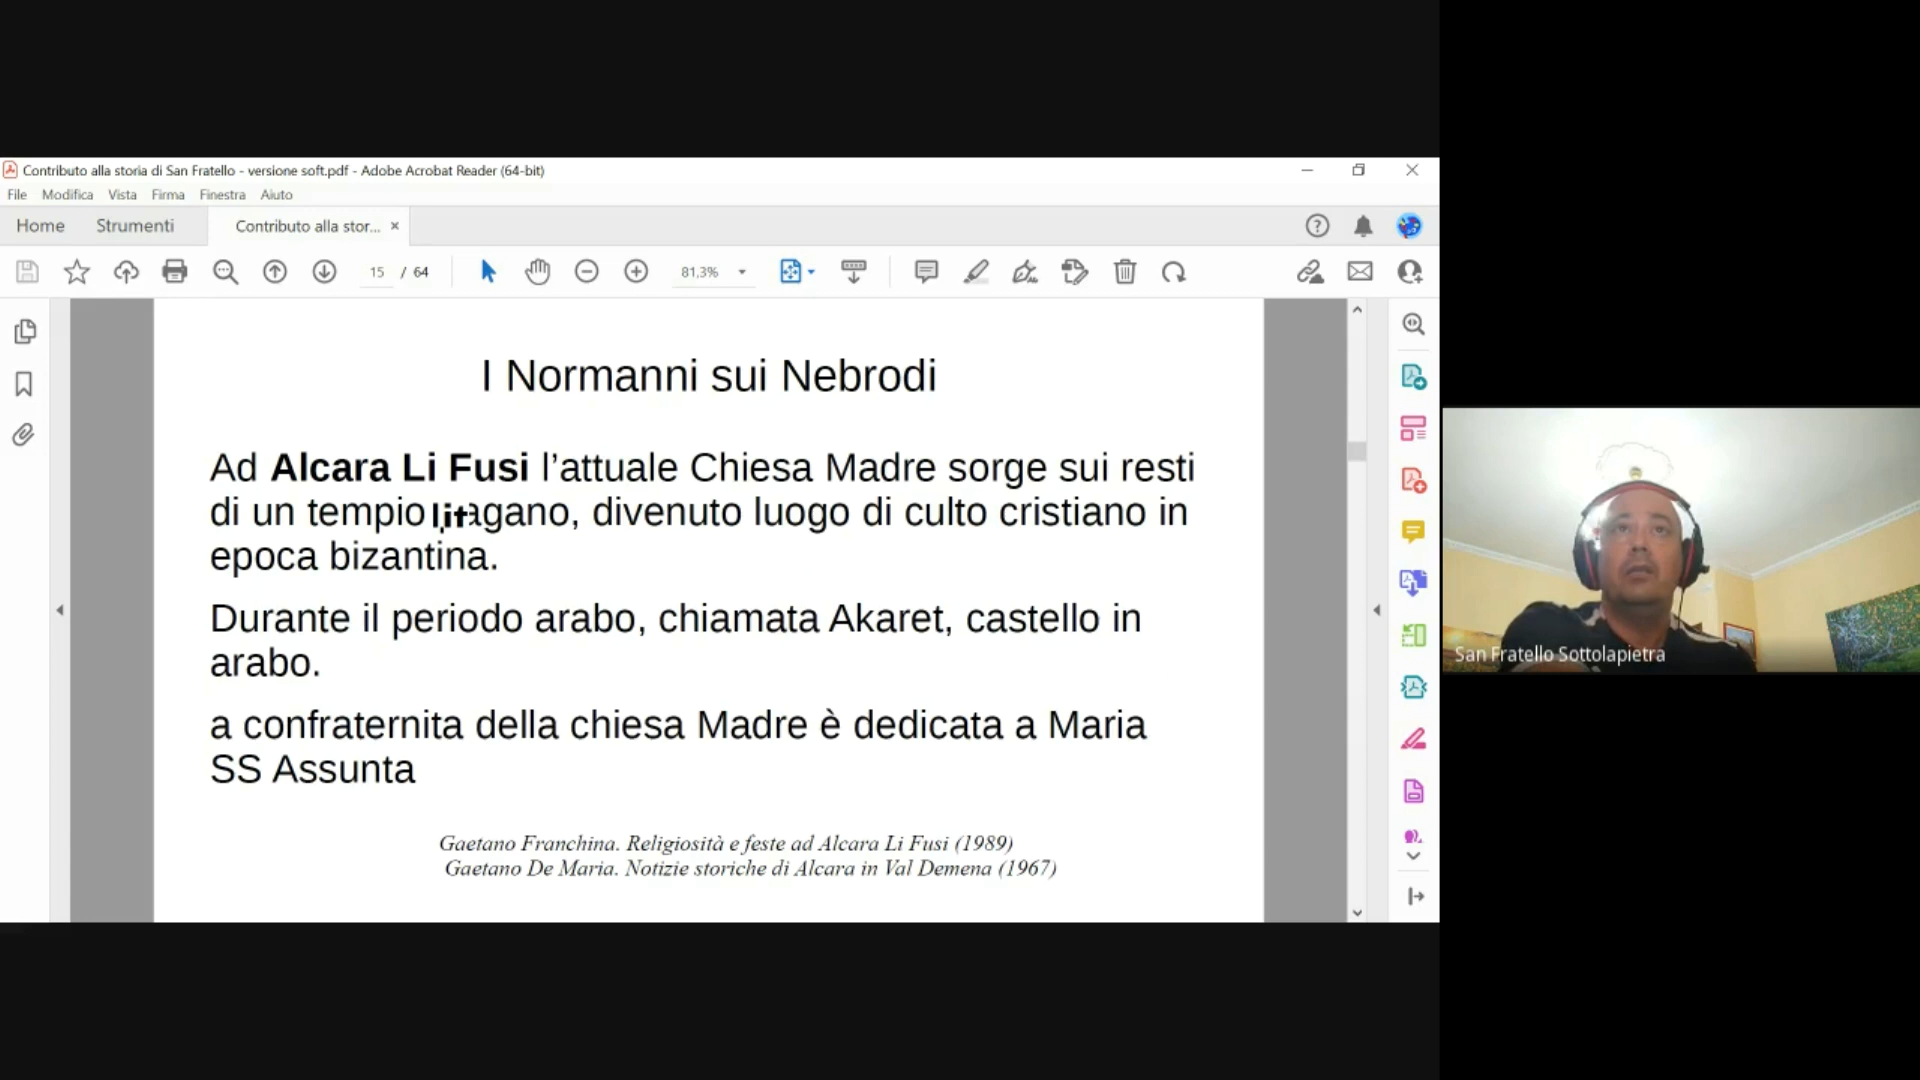 Contributo alla storia di San Fratello - versione soft.pdf - Adobe Acrobat Reader (64-bit)
File Modifica Vista Firma Finestra Aiuto
Home Strumenti Contributo alla stor...
15 / 64 81,3%
I Normanni sui Nebrodi
Ad Alcara Li Fusi l’attuale Chiesa Madre sorge sui resti
di un tempio divenuto luogo di culto cristiano in
epoca bizantina.
Durante il periodo arabo, chiamata Akaret, castello in
arabo.
a confraternita della chiesa Madre è dedicata a Maria
SS Assunta
Gaetano Franchina. Religiosità e feste ad Alcara Li Fusi (1989)
Gaetano De Maria. Notizie storiche di Alcara in Val Demena (1967)
San Fratello Sottolapietra